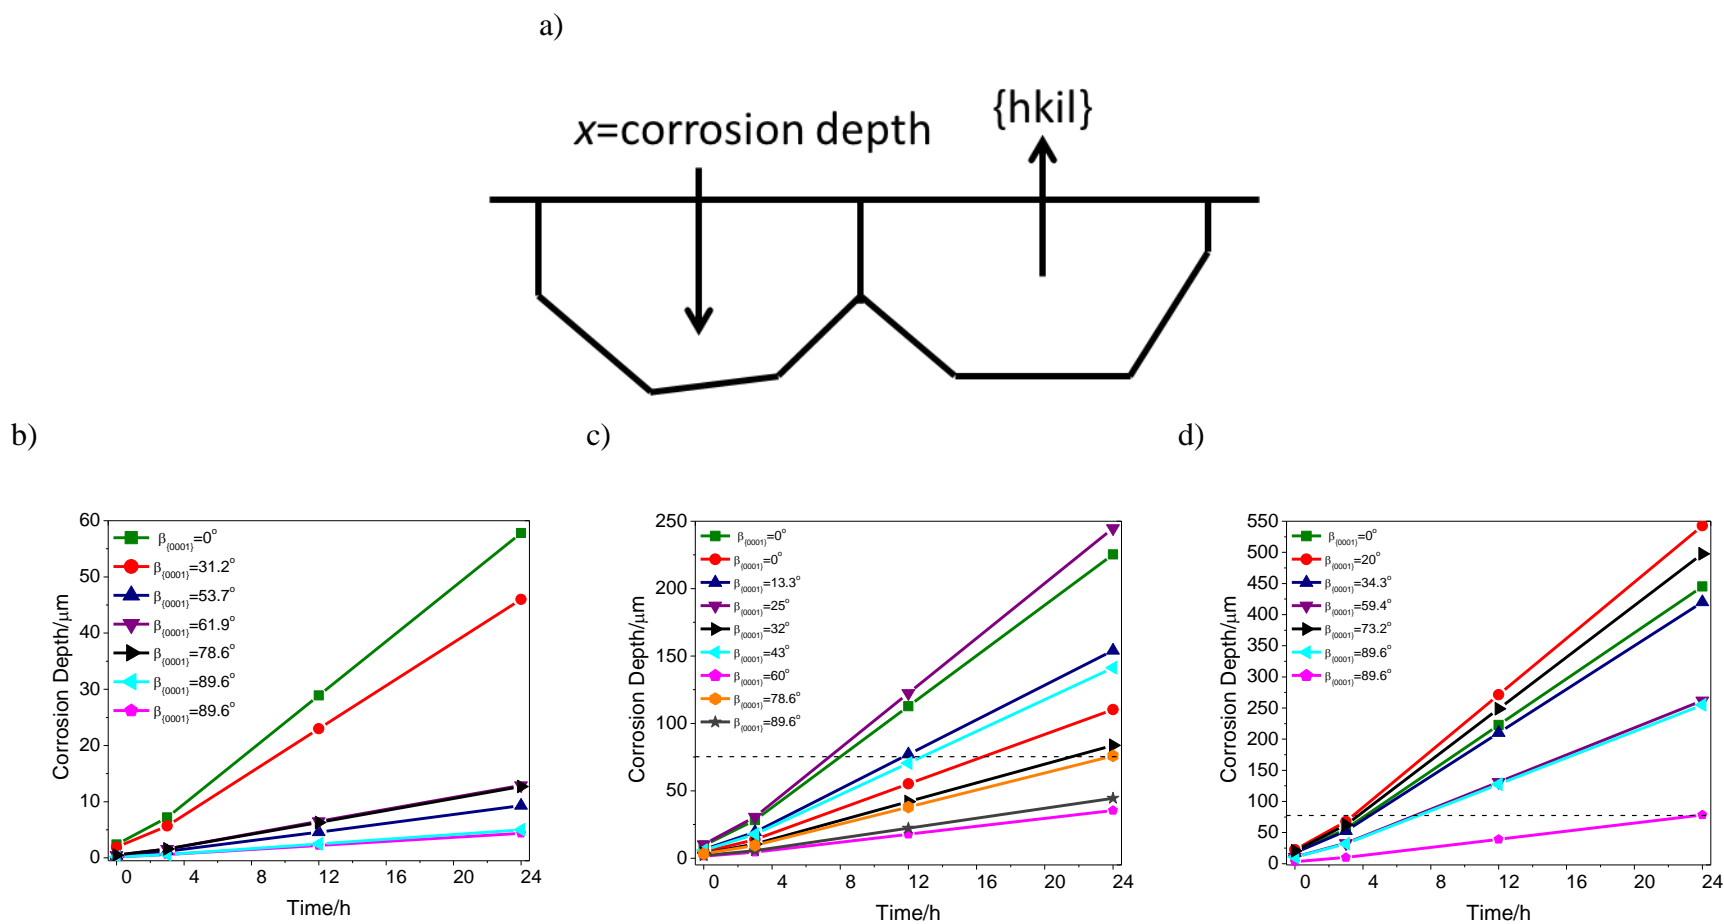 a)
x=corrosion depth
{hkil}
b)
c)
d)
60
50
40
30
20
10
0
Corrosion Depth/μm
β{0001}=0°
β{0001}=31.2°
β{0001}=53.7°
β{0001}=61.9°
β{0001}=78.6°
β{0001}=89.6°
β{0001}=89.6°
0 4 8 12 16 20 24
Time/h
250
200
150
100
50
0
Corrosion Depth/μm
β{0001}=0°
β{0001}=0°
β{0001}=13.3°
β{0001}=25°
β{0001}=32°
β{0001}=43°
β{0001}=60°
β{0001}=78.6°
β{0001}=89.6°
0 4 8 12 16 20 24
Time/h
550
500
450
400
350
300
250
200
150
100
50
0
Corrosion Depth/μm
β{0001}=0°
β{0001}=20°
β{0001}=34.3°
β{0001}=59.4°
β{0001}=73.2°
β{0001}=89.6°
β{0001}=89.6°
0 4 8 12 16 20 24
Time/h